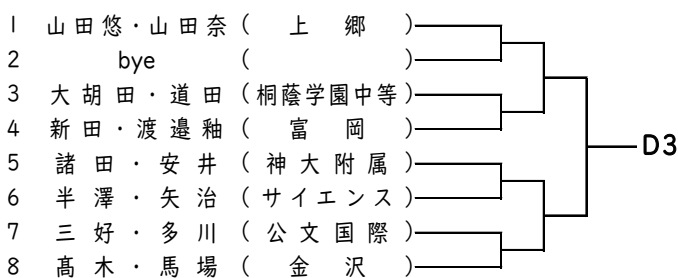 1 山田悠・山田奈 ( 上 郷 )
2 bye ( )
3 大胡田・道田 (桐蔭学園中等)
4 新田・渡邉釉 ( 富 岡 )
D3
5 諸田・安井 ( 神大附属 )
6 半澤・矢治 (サイエンス)
7 三好・多川 ( 公文国際 )
8 髙木・馬場 ( 金 沢 )